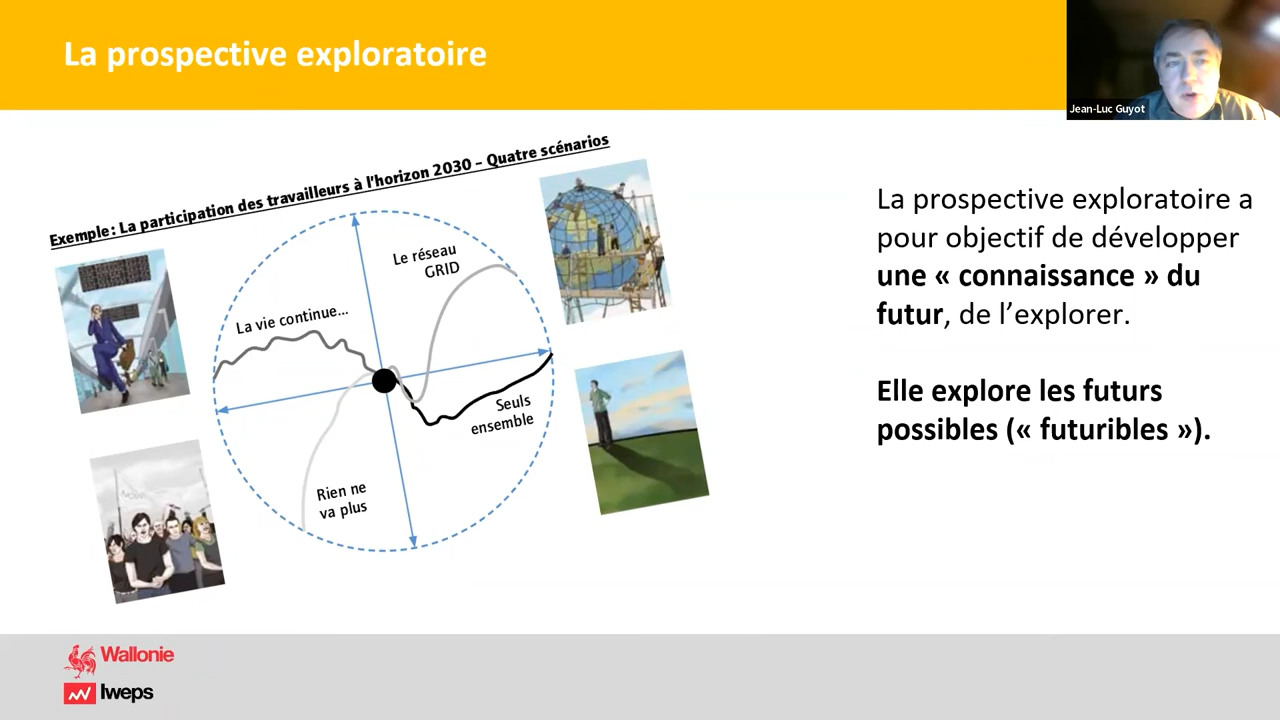 La prospective exploratoire
Jean-Luc Guyot
Exemple : La participation des travailleurs à l'horizon 2030 – Quatre scénarios
Le réseau
GRID
La vie continue...
Seuls
ensemble
Rien ne
va plus
La prospective exploratoire a
pour objectif de développer
une « connaissance » du
futur, de l'explorer.
Elle explore les futurs
possibles (« futuribles »).
Wallonie
Iweps